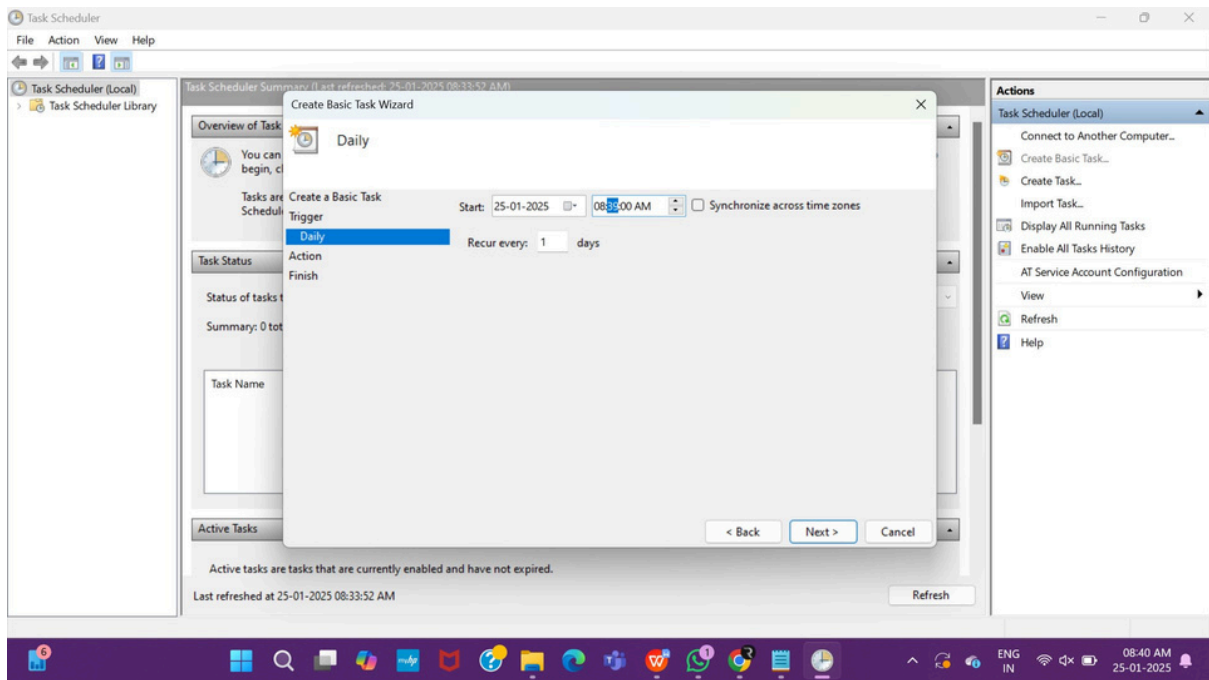 Task Scheduler
File Action View Help
Task Scheduler (Local)
Task Scheduler Library
Task Scheduler Summary (Last refreshed: 25-01-2025 08:33:52 AM)
Overview of Task
You can
begin, cl
Tasks are
Schedul
Task Status
Status of tasks t
Summary: 0 tot
Task Name
Active Tasks
Active tasks are tasks that are currently enabled and have not expired.
Last refreshed at 25-01-2025 08:33:52 AM
Refresh
Create Basic Task Wizard
Daily
Create a Basic Task
Trigger
Daily
Action
Finish
Start: 25-01-2025 08:39:00 AM Synchronize across time zones
Recur every: 1 days
< Back Next > Cancel
Actions
Task Scheduler (Local)
Connect to Another Computer...
Create Basic Task...
Create Task...
Import Task...
Display All Running Tasks
Enable All Tasks History
AT Service Account Configuration
View
Refresh
Help
6
1
ENG
IN
08:40 AM
25-01-2025